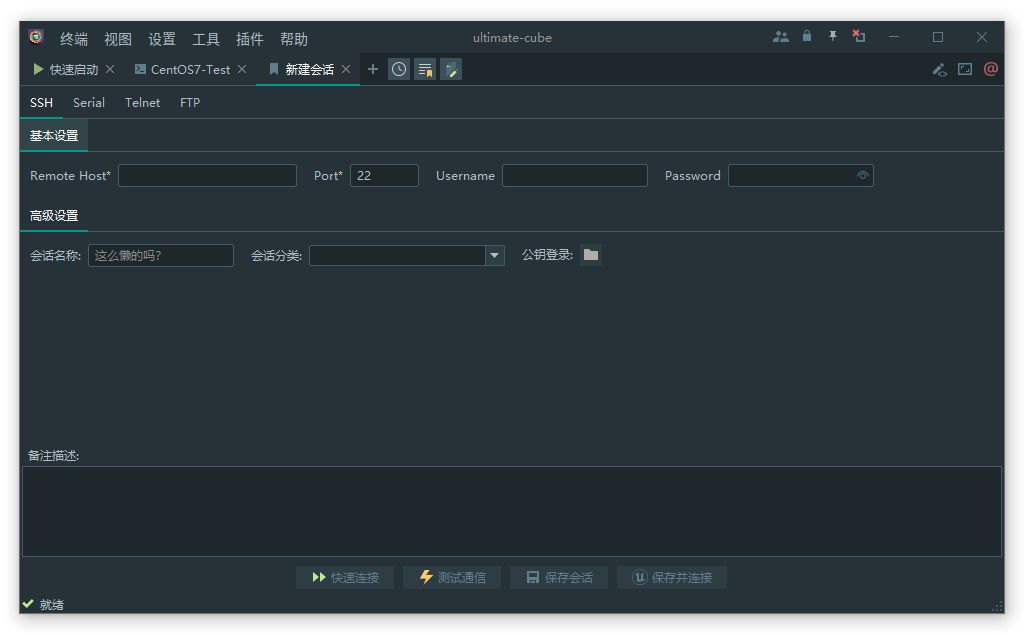 终端 视图 设置 工具 插件 帮助 ultimate-cube
快速启动 CentOS7-Test 新建会话
SSH Serial Telnet FTP
基本设置
Remote Host* Port* 22 Username Password
高级设置
会话名称: 这么懒的吗? 会话分类: 公钥登录:
备注描述:
快速连接 测试通信 保存会话 保存并连接
就绪